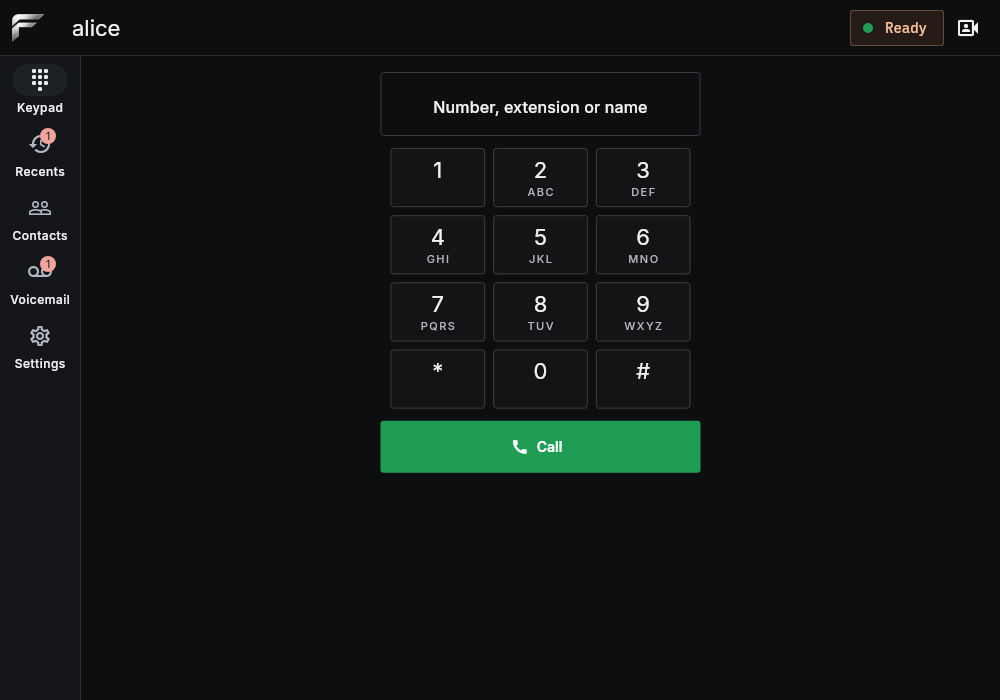 alice
Ready
Keypad
1
Recents
Contacts
1
Voicemail
Settings
Number, extension or name
1
2
ABC
3
DEF
4
GHI
5
JKL
6
MNO
7
PQRS
8
TUV
9
WXYZ
*
0
#
Call